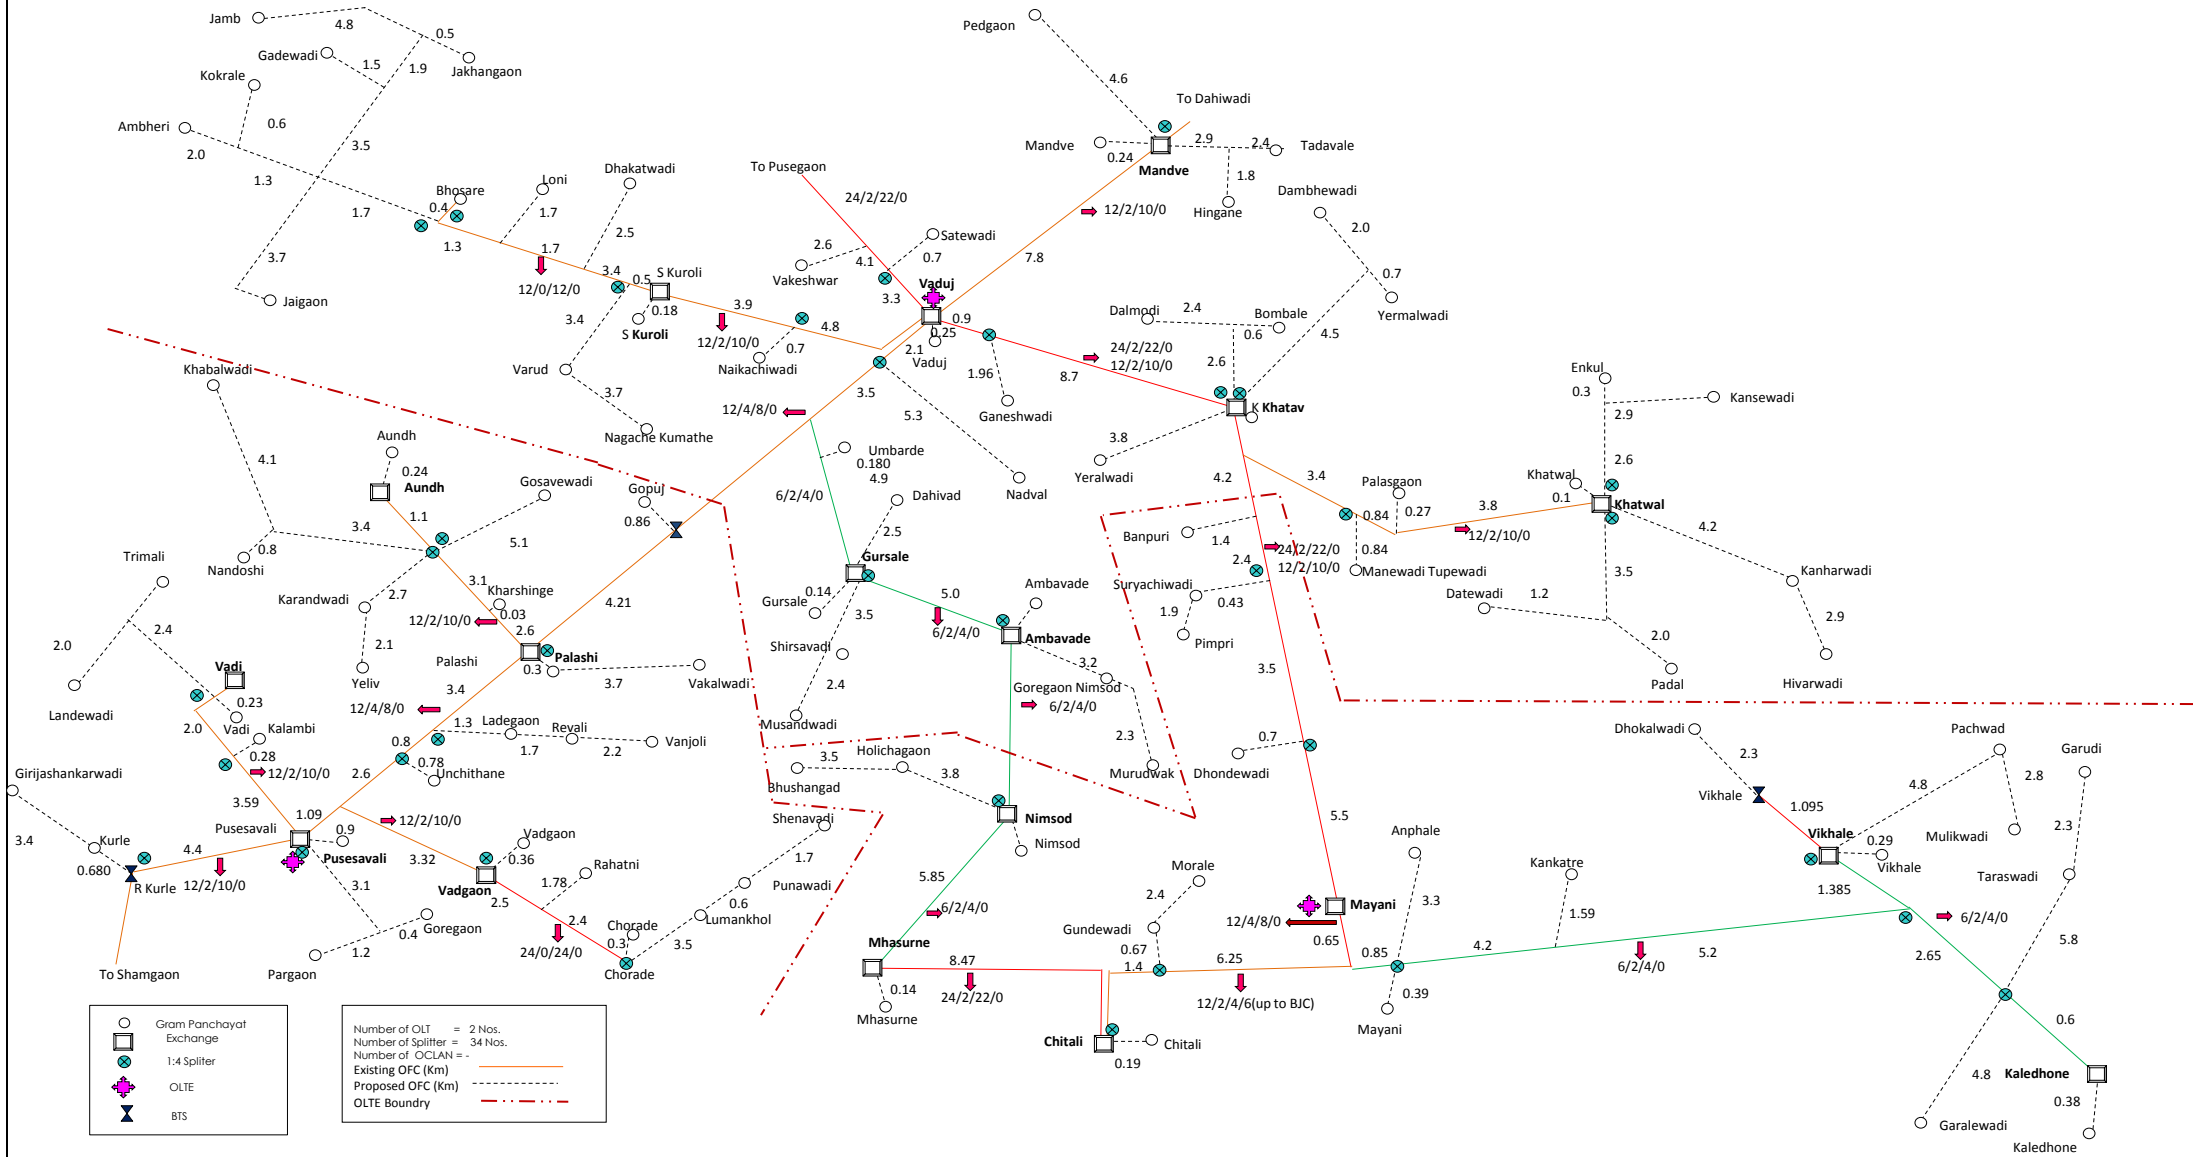 Jamb
4.8
0.5
Pedgaon
Gadewadi
1.5
1.9
Jakhangaon
Kokrale
4.6
To Dahiwadi
Ambheri
0.6
3.5
2.0
Mandve
0.24
2.9
2.4
Tadavale
Mandve
1.3
1.7
Bhosare
0.4
Loni
1.7
Dhakatwadi
To Pusegaon
24/2/22/0
1.8
Hingane
Dambhewadi
12/2/10/0
2.0
1.3
1.7
2.5
2.6
4.1
Satewadi
0.7
7.8
3.7
3.4
0.5
S Kuroli
Vakeshwar
3.3
Vaduj
0.7
12/0/12/0
Jaigaon
0.18
S Kuroli
3.9
0.9
0.25
Dalmodi
2.4
Bombale
Yermalwadi
3.4
12/2/10/0
4.8
0.7
Naikachiwadi
2.1
Vaduj
24/2/22/0
12/2/10/0
0.6
4.5
Khabalwadi
Varud
3.7
3.5
1.96
8.7
2.6
Enkul
0.3
Kansewadi
12/4/8/0
5.3
Ganeshwadi
K Khatav
2.9
Aundh
Nagache Kumathe
Umbarde
0.180
3.8
Yeralwadi
4.1
0.24
Aundh
Gosavewadi
Gopuj
4.9
6/2/4/0
Dahivad
Nadval
4.2
3.4
Palasgaon
Khatwal
2.6
0.1
Khatwal
1.1
0.86
2.5
Banpuri
0.84
0.27
3.8
12/2/10/0
4.2
3.4
5.1
0.8
Nandoshi
Trimali
Gursale
1.4
2.4
24/2/22/0
12/2/10/0
0.84
Manewadi Tupewadi
3.5
Kanharwadi
3.1
Kharshinge
0.03
Karandwadi
2.7
0.14
Gursale
5.0
Ambavade
Suryachiwadi
0.43
1.9
Datewadi
1.2
2.9
12/2/10/0
2.6
4.21
3.5
6/2/4/0
Ambavade
2.0
2.4
2.1
Palashi
Palashi
0.3
Shirsavadi
Pimpri
2.0
Vadi
Yeliv
3.7
Vakalwadi
2.4
3.2
Goregaon Nimsod
6/2/4/0
3.5
Padal
Hivarwadi
Landewadi
0.23
Vadi
3.4
12/4/8/0
Musandwadi
2.0
Kalambi
0.28
1.3
Ladegaon
1.7
Revali
2.2
Vanjoli
Holichagaon
2.3
0.7
Dhokalwadi
Pachwad
Garudi
12/2/10/0
0.8
0.78
Unchithane
3.5
Bhushangad
3.8
Murudwak
Dhondewadi
2.3
Girijashankarwadi
2.6
Vikhale
4.8
2.8
3.59
1.09
Pusesavali
12/2/10/0
Shenavadi
Nimsod
5.5
1.095
2.3
3.4
Kurle
0.9
Pusesavali
Vadgaon
0.36
Nimsod
Anphale
Vikhale
0.29
Vikhale
Mulikwadi
0.680
4.4
12/2/10/0
R Kurle
3.32
Vadgaon
Rahatni
1.7
Punawadi
Morale
Kankatre
Taraswadi
3.1
2.5
1.78
0.6
Lumankhol
5.85
6/2/4/0
2.4
3.3
1.385
0.4
Goregaon
2.4
Chorade
0.3
3.5
Gundewadi
Mayani
12/4/8/0
1.59
6/2/4/0
To Shamgaon
1.2
Pargaon
24/0/24/0
Chorade
Mhasurne
0.67
1.4
0.65
0.85
4.2
5.2
2.65
5.8
8.47
6.25
6/2/4/0
0.14
Mhasurne
24/2/22/0
12/2/4/6(up to BJC)
0.39
Mayani
0.6
Chitali
0.19
Chitali
4.8
Kaledhone
0.38
Garalewadi
Kaledhone
Gram Panchayat
Exchange
1:4 Spliter
OLTE
BTS
Number of OLT = 2 Nos.
Number of Splitter = 34 Nos.
Number of OCLAN = -
Existing OFC (Km)
Proposed OFC (Km)
OLTE Boundry